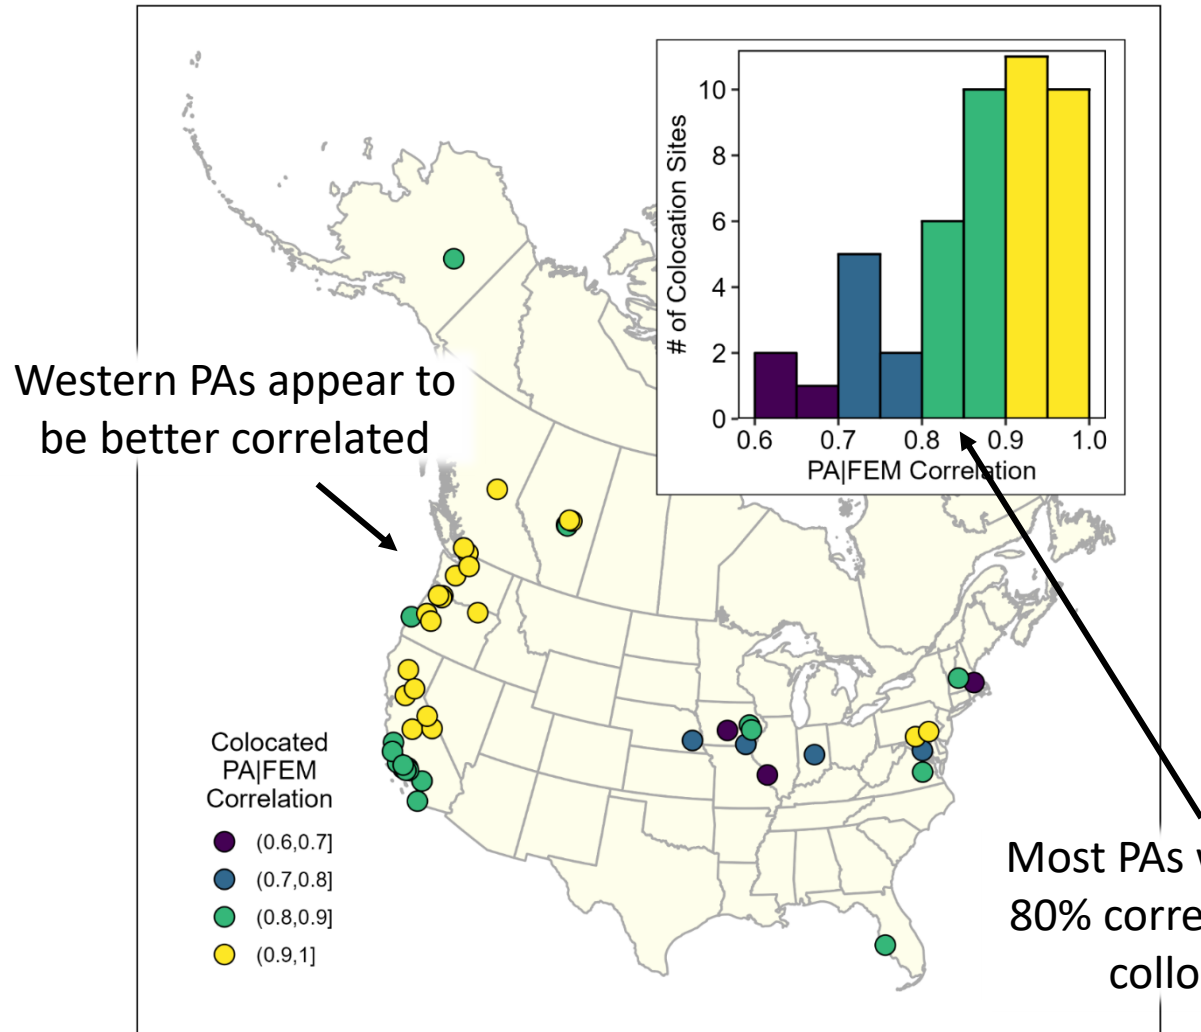 10
8
6
4
2
0
# of Colocation Sites
0.6 0.7 0.8 0.9 1.0
PA|FEM Correlation
Western PAs appear to
be better correlated
Colocated
PA|FEM
Correlation
(0.6,0.7]
(0.7,0.8]
(0.8,0.9]
(0.9,1]
Most PAs
80% corre
collo